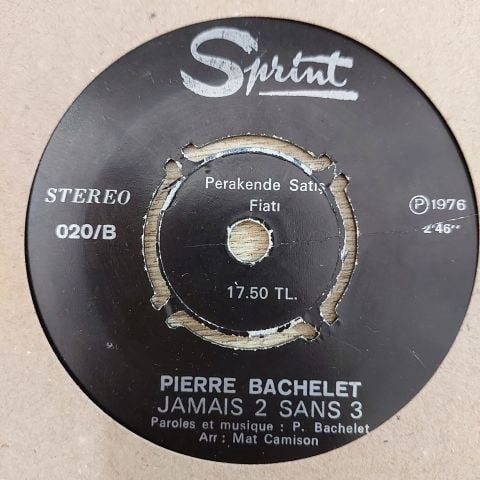 Sprint
Perakende Satış
Fiatı
STEREO
020/B
Ⓟ1976
2'46''
17.50 TL.
PIERRE BACHELET
JAMAIS 2 SANS 3
Paroles et musique : P. Bachelet
Arr : Mat Camison